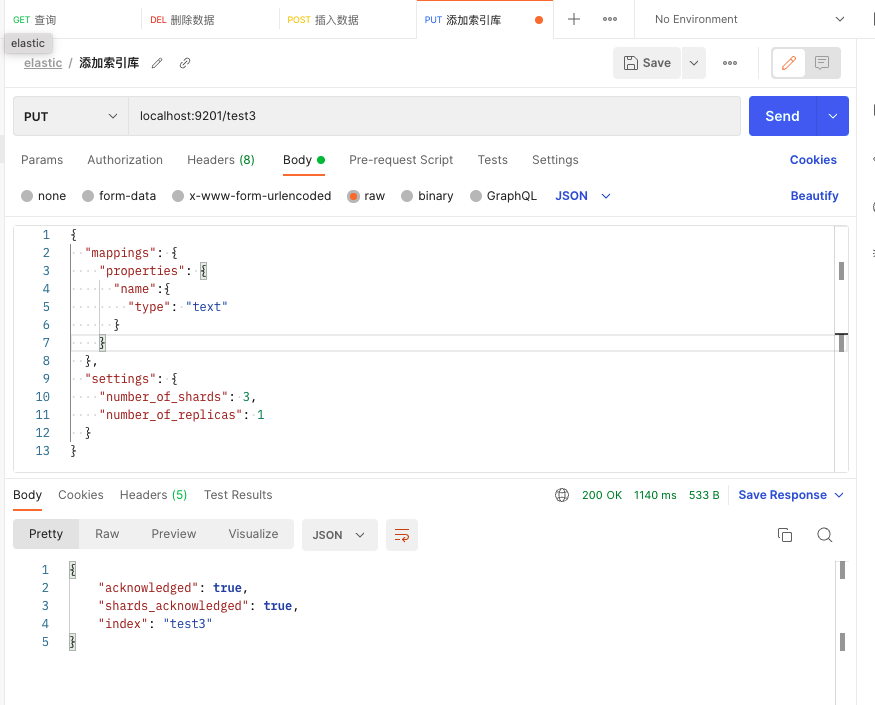 GET 查询 DEL 删除数据 POST 插入数据 PUT 添加索引库 No Environment
elastic
elastic / 添加索引库 Save
PUT localhost:9201/test3 Send
Params Authorization Headers (8) Body Pre-request Script Tests Settings Cookies
none form-data x-www-form-urlencoded raw binary GraphQL JSON Beautify
1 {
2 "mappings": {
3 "properties": {
4 "name":{
5 "type": "text"
6 }
7 }
8 },
9 "settings": {
10 "number_of_shards": 3,
11 "number_of_replicas": 1
12 }
13 }
Body Cookies Headers (5) Test Results 200 OK 1140 ms 533 B Save Response
Pretty Raw Preview Visualize JSON
1 {
2 "acknowledged": true,
3 "shards_acknowledged": true,
4 "index": "test3"
5 }